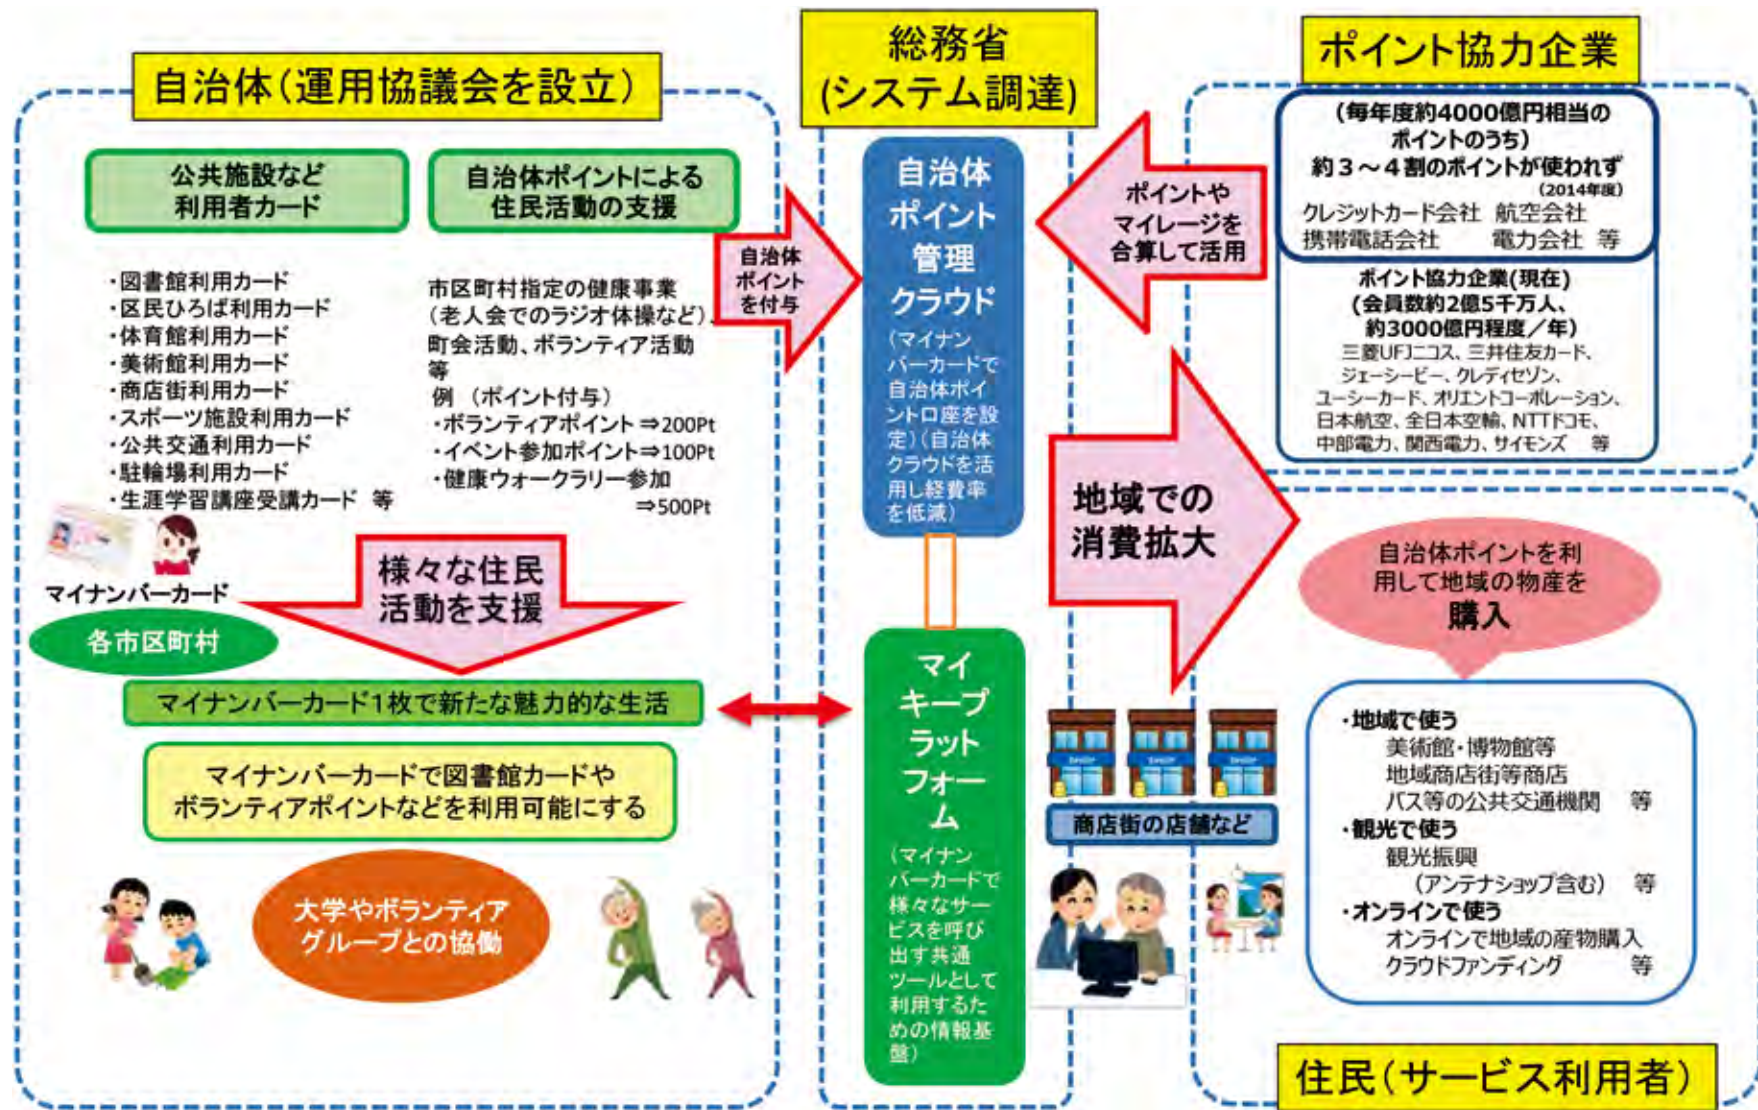 自治体（運用協議会を設立）
公共施設など
利用者カード
・図書館利用カード
・区民ひろば利用カード
・体育館利用カード
・美術館利用カード
・商店街利用カード
・スポーツ施設利用カード
・公共交通利用カード
・駐輪場利用カード
・生涯学習講座受講カード 等
自治体ポイントによる
住民活動の支援
市区町村指定の健康事業
（老人会でのラジオ体操など）、
町会活動、ボランティア活動
等
例 （ポイント付与）
・ボランティアポイント ⇒200Pt
・イベント参加ポイント⇒100Pt
・健康ウォークラリー参加
⇒500Pt
マイナンバーカード
各市区町村
様々な住民
活動を支援
マイナンバーカード１枚で新たな魅力的な生活
マイナンバーカードで図書館カードや
ボランティアポイントなどを利用可能にする
大学やボランティア
グループとの協働
自治体
ポイント
を付与
総務省
(システム調達)
自治体
ポイント
管理
クラウド
（マイナン
バーカードで
自治体ポイ
ント口座を設
定）（自治体
クラウドを活
用し経費率
を低減）
マイ
キープ
ラット
フォー
ム
（マイナン
バーカードで
様々なサー
ビスを呼び
出す共通
ツールとして
利用するた
めの情報基
盤）
ポイントや
マイレージを
合算して活用
地域での
消費拡大
商店街の店舗など
ポイント協力企業
（毎年度約4000億円相当の
ポイントのうち）
約３～４割のポイントが使われず
（2014年度）
クレジットカード会社 航空会社
携帯電話会社 電力会社 等
ポイント協力企業(現在)
(会員数約2億5千万人、
約3000億円程度／年)
三菱UFJニコス、三井住友カード、
ジェーシービー、クレディセゾン、
ユーシーカード、オリエントコーポレーション、
日本航空、全日本空輸、NTTドコモ、
中部電力、関西電力、サイモンズ 等
自治体ポイントを利
用して地域の物産を
購入
・地域で使う
美術館・博物館等
地域商店街等商店
バス等の公共交通機関 等
・観光で使う
観光振興
（アンテナショップ含む） 等
・オンラインで使う
オンラインで地域の産物購入
クラウドファンディング 等
住民（サービス利用者）